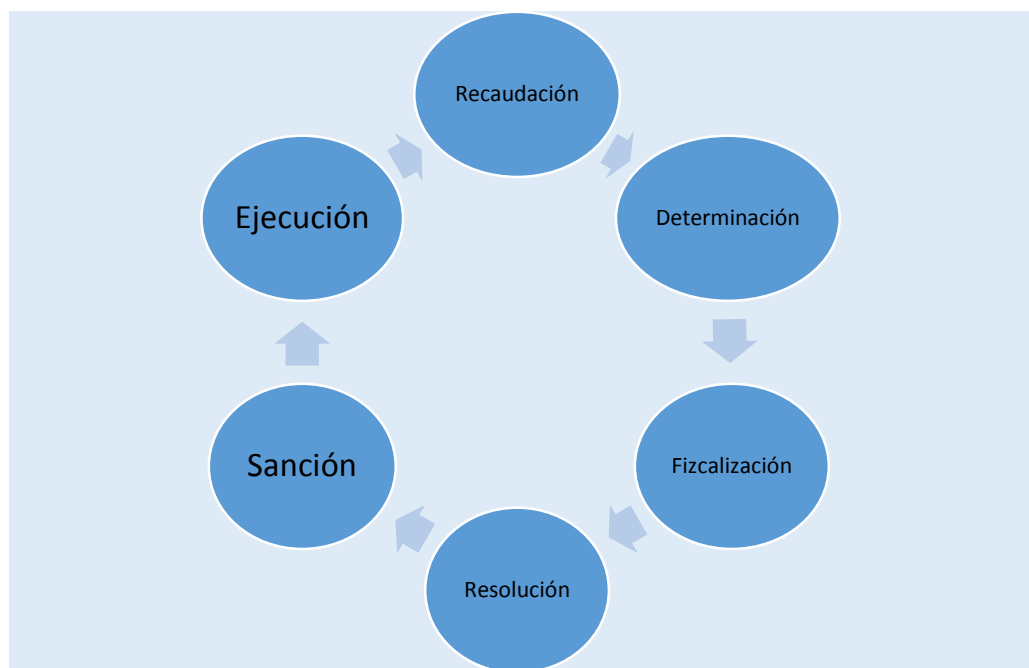 Recaudación
Determinación
Fizcalización
Resolución
Sanción
Ejecución